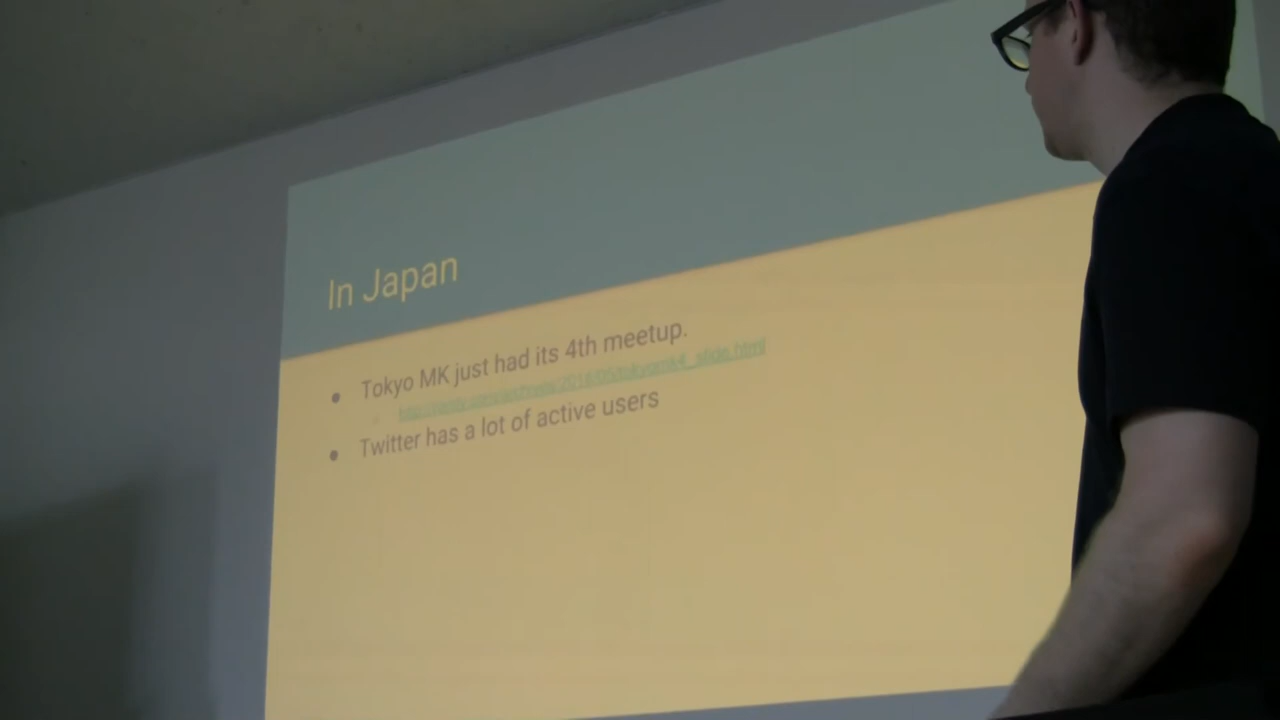 In Japan
Tokyo MK just had its 4th meetup.
Twitter has a lot of active users